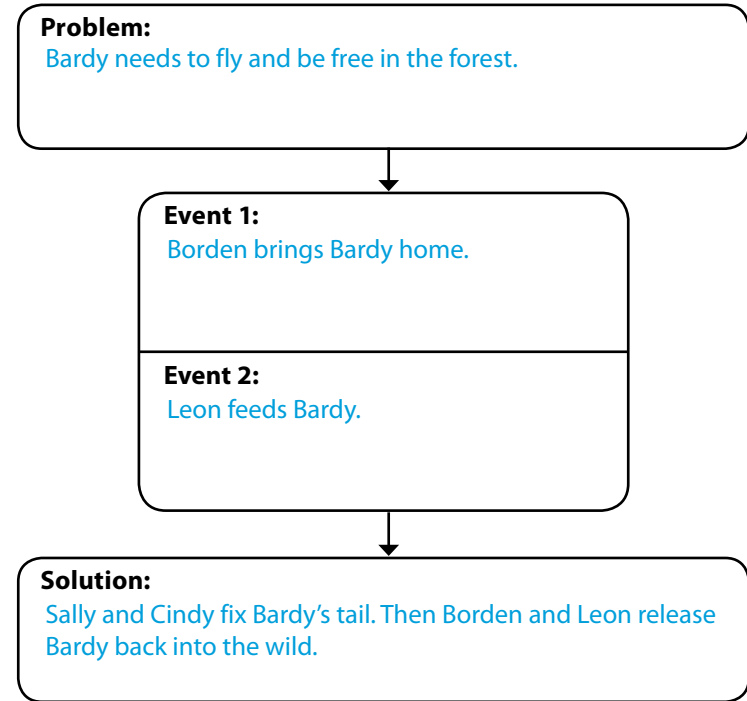 Problem:
Bardy needs to fly and be free in the forest.
Event 1:
Borden brings Bardy home.
Event 2:
Leon feeds Bardy.
Solution:
Sally and Cindy fix Bardy’s tail. Then Borden and Leon release
Bardy back into the wild.